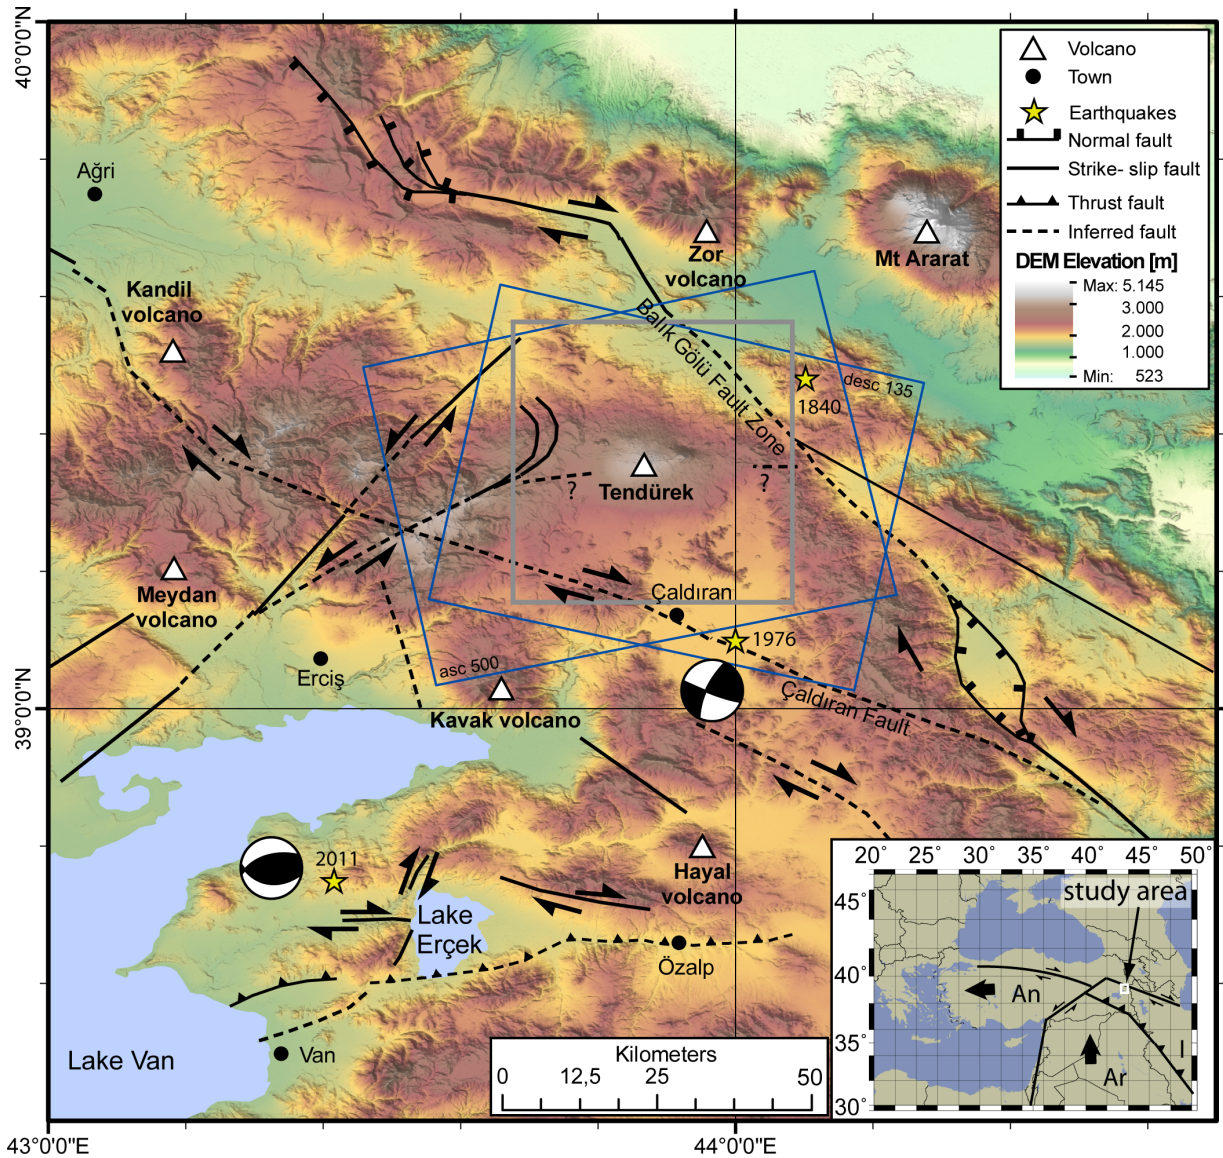 40°0'0"N
39°0'0"N
43°0'0"E
44°0'0"E
Volcano
Town
Earthquakes
Normal fault
Strike- slip fault
Thrust fault
Inferred fault
DEM Elevation [m]
Max: 5.145
3.000
2.000
1.000
Min: 523
Ağri
Zor
volcano
Mt Ararat
Kandil
volcano
Balık Gölü Fault Zone
desc 135
1840
Tendürek
?
?
Meydan
volcano
Çaldıran
1976
Erciş
asc 500
Kavak volcano
Çaldıran Fault
2011
Hayal
volcano
Lake
Erçek
Özalp
Van
Lake Van
Kilometers
0 12,5 25 50
20° 25° 30° 35° 40° 45° 50°
study area
45°
40°
35°
30°
An
Ar
I